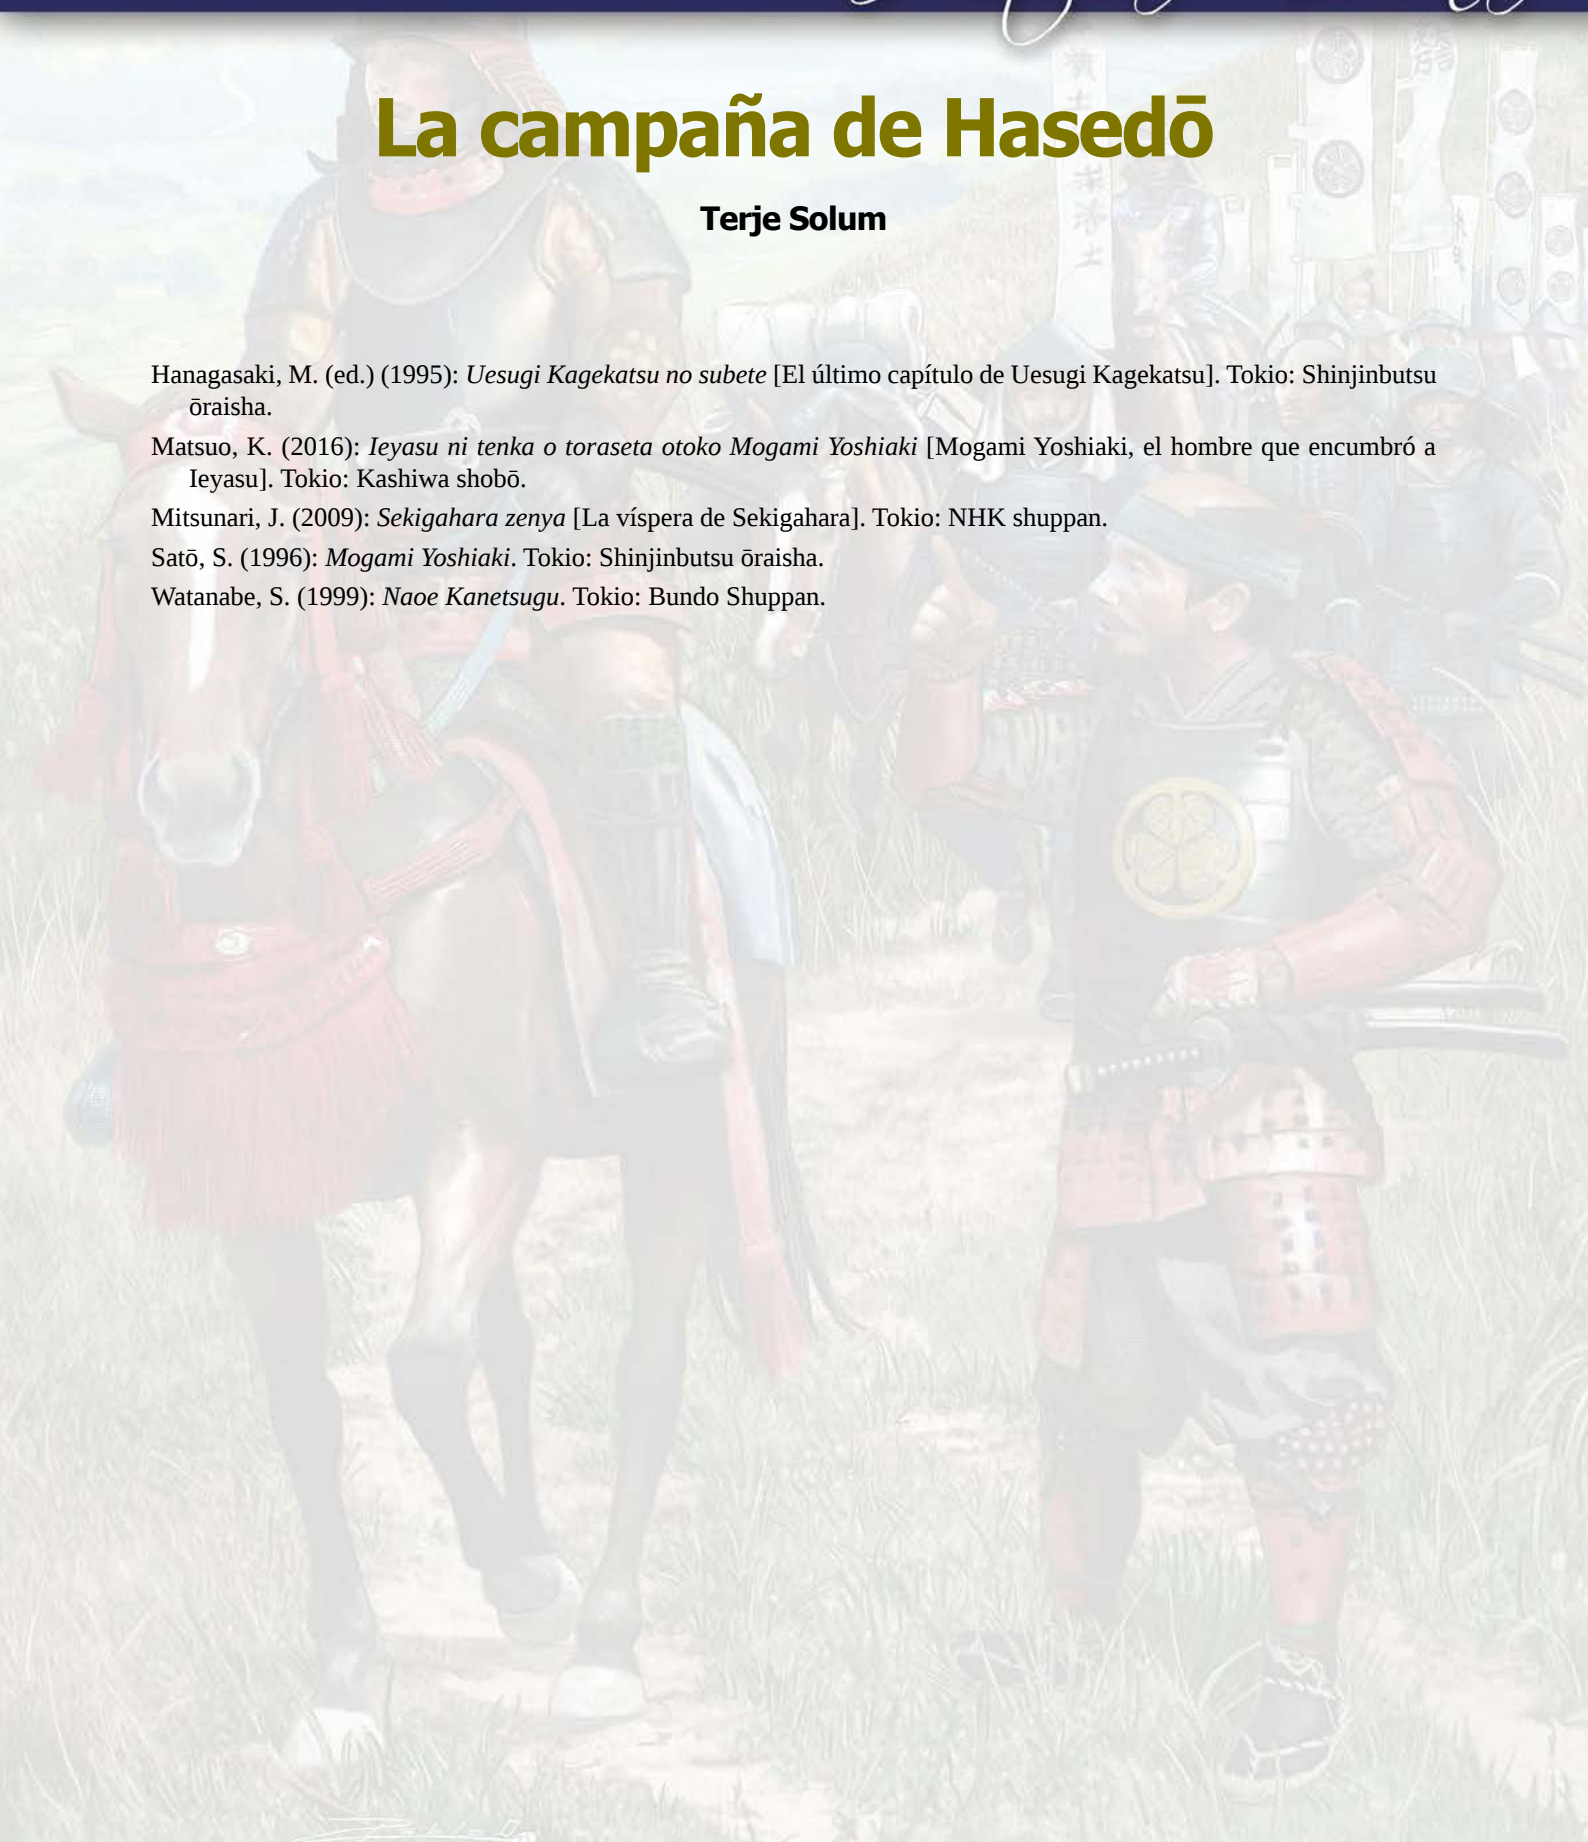 La campaña de Hasedō
Terje Solum
Hanagasaki, M. (ed.) (1995): Uesugi Kagekatsu no subete [El último capítulo de Uesugi Kagekatsu]. Tokio: Shinjinbutsu
ōraisha.
Matsuo, K. (2016): Ieyasu ni tenka o toraseta otoko Mogami Yoshiaki [Mogami Yoshiaki, el hombre que encumbró a
Ieyasu]. Tokio: Kashiwa shobō.
Mitsunari, J. (2009): Sekigahara zenya [La víspera de Sekigahara]. Tokio: NHK shuppan.
Satō, S. (1996): Mogami Yoshiaki. Tokio: Shinjinbutsu ōraisha.
Watanabe, S. (1999): Naoe Kanetsugu. Tokio: Bundo Shuppan.